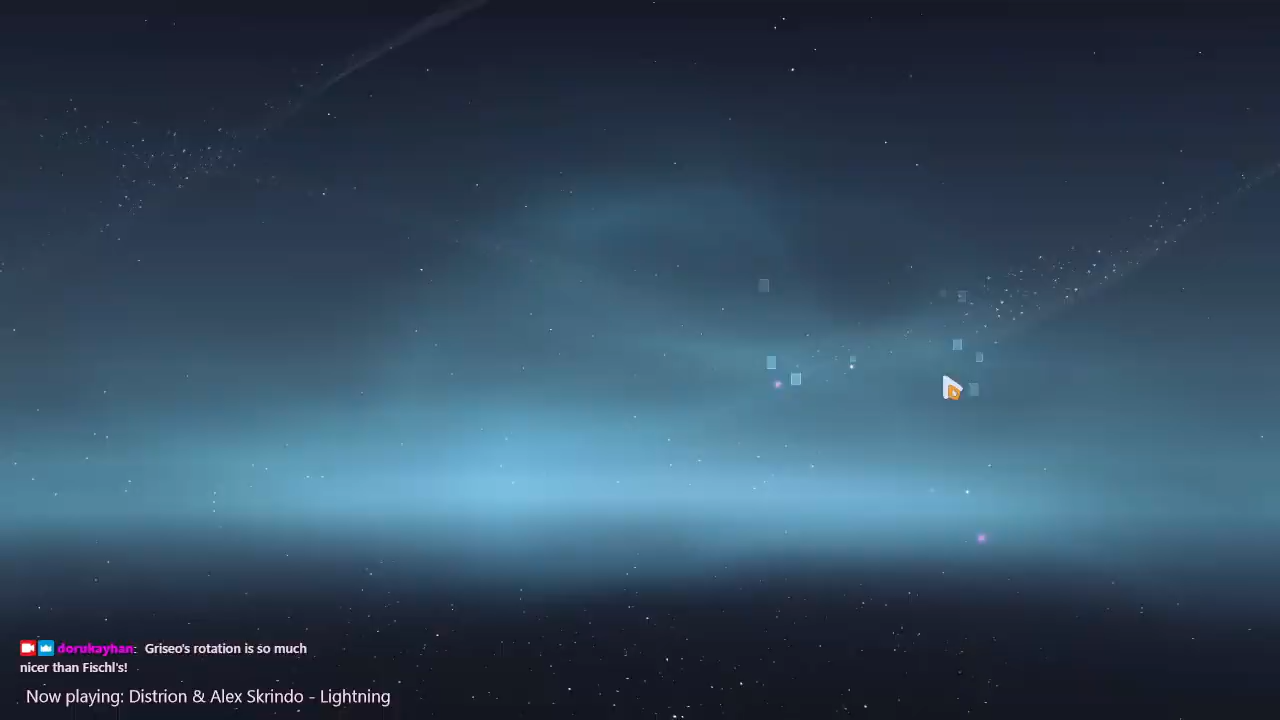 dorukayhan: Griseo's rotation is so much
nicer than Fischl's!
Now playing: Distrion & Alex Skrindo - Lightning